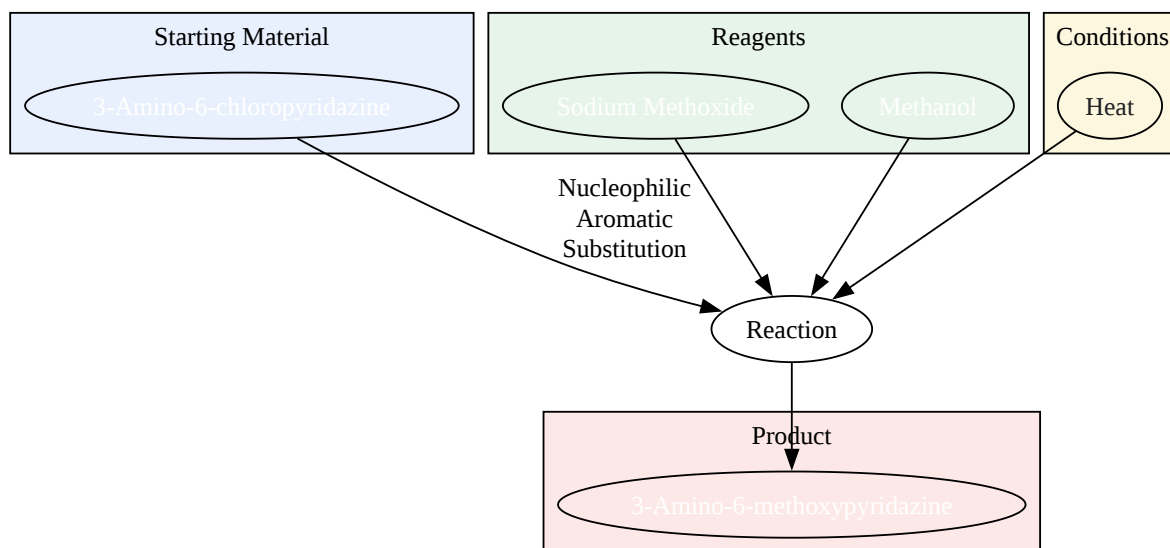 Starting Material
Reagents
Conditions
3-Amino-6-chloropyridazine
Sodium Methoxide
Methanol
Heat
Nucleophilic
Aromatic
Substitution
Reaction
Product
3-Amino-6-methoxypyridazine